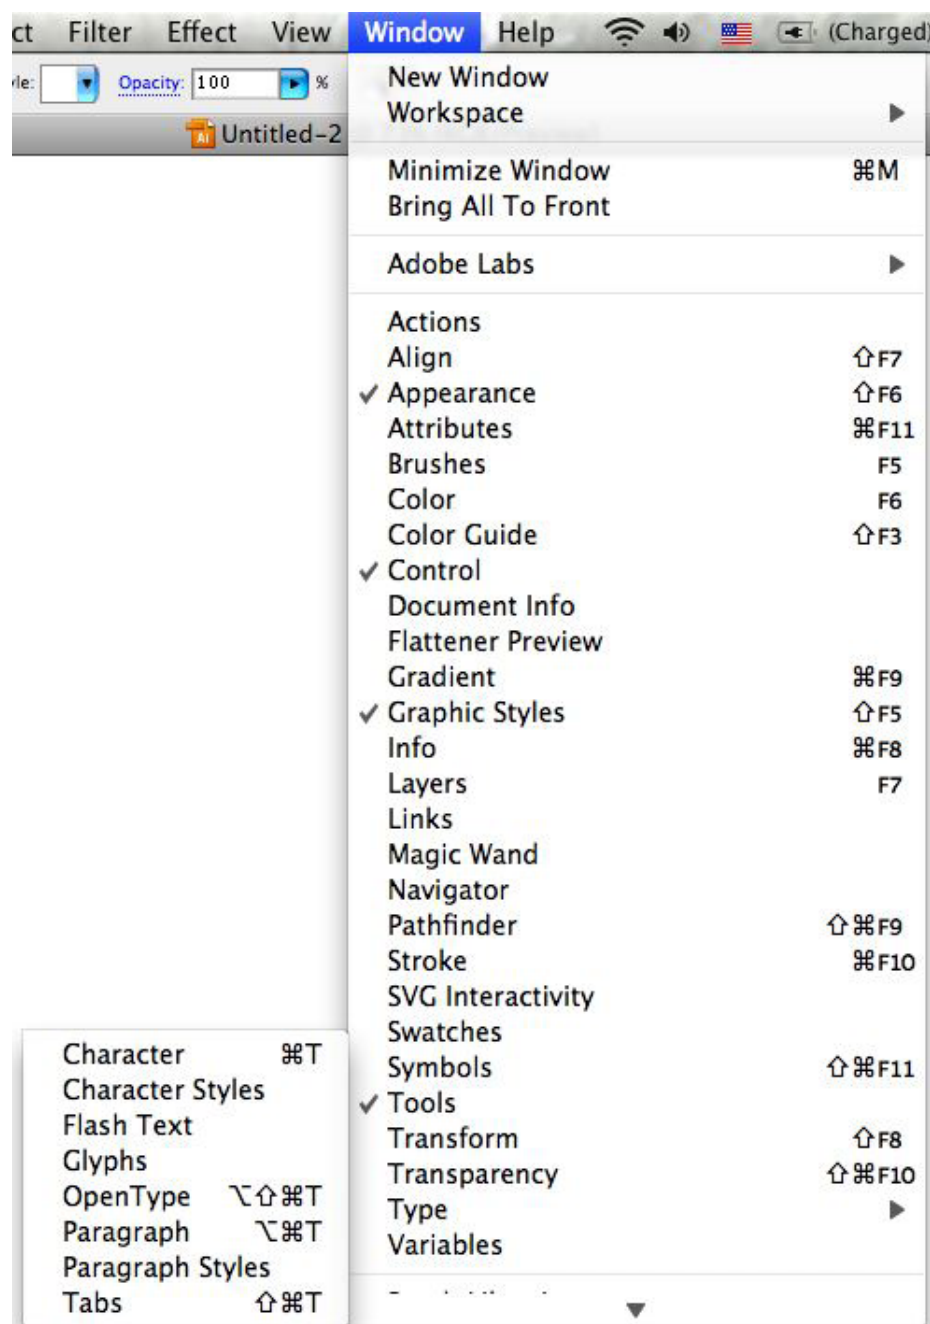 ct Filter Effect View Window Help (Charged)
yle: Opacity: 100 %
Untitled-2
New Window
Workspace
Minimize Window ⌘M
Bring All To Front
Adobe Labs
Actions
Align ⇧F7
✓ Appearance ⇧F6
Attributes ⌘F11
Brushes F5
Color F6
Color Guide ⇧F3
✓ Control
Document Info
Flattener Preview
Gradient ⌘F9
✓ Graphic Styles ⇧F5
Info ⌘F8
Layers F7
Links
Magic Wand
Navigator
Pathfinder ⇧⌘F9
Stroke ⌘F10
SVG Interactivity
Swatches
Symbols ⇧⌘F11
✓ Tools
Transform ⇧F8
Transparency ⇧⌘F10
Type
Variables
Character ⌘T
Character Styles
Flash Text
Glyphs
OpenType ⌥⇧⌘T
Paragraph ⌥⌘T
Paragraph Styles
Tabs ⇧⌘T